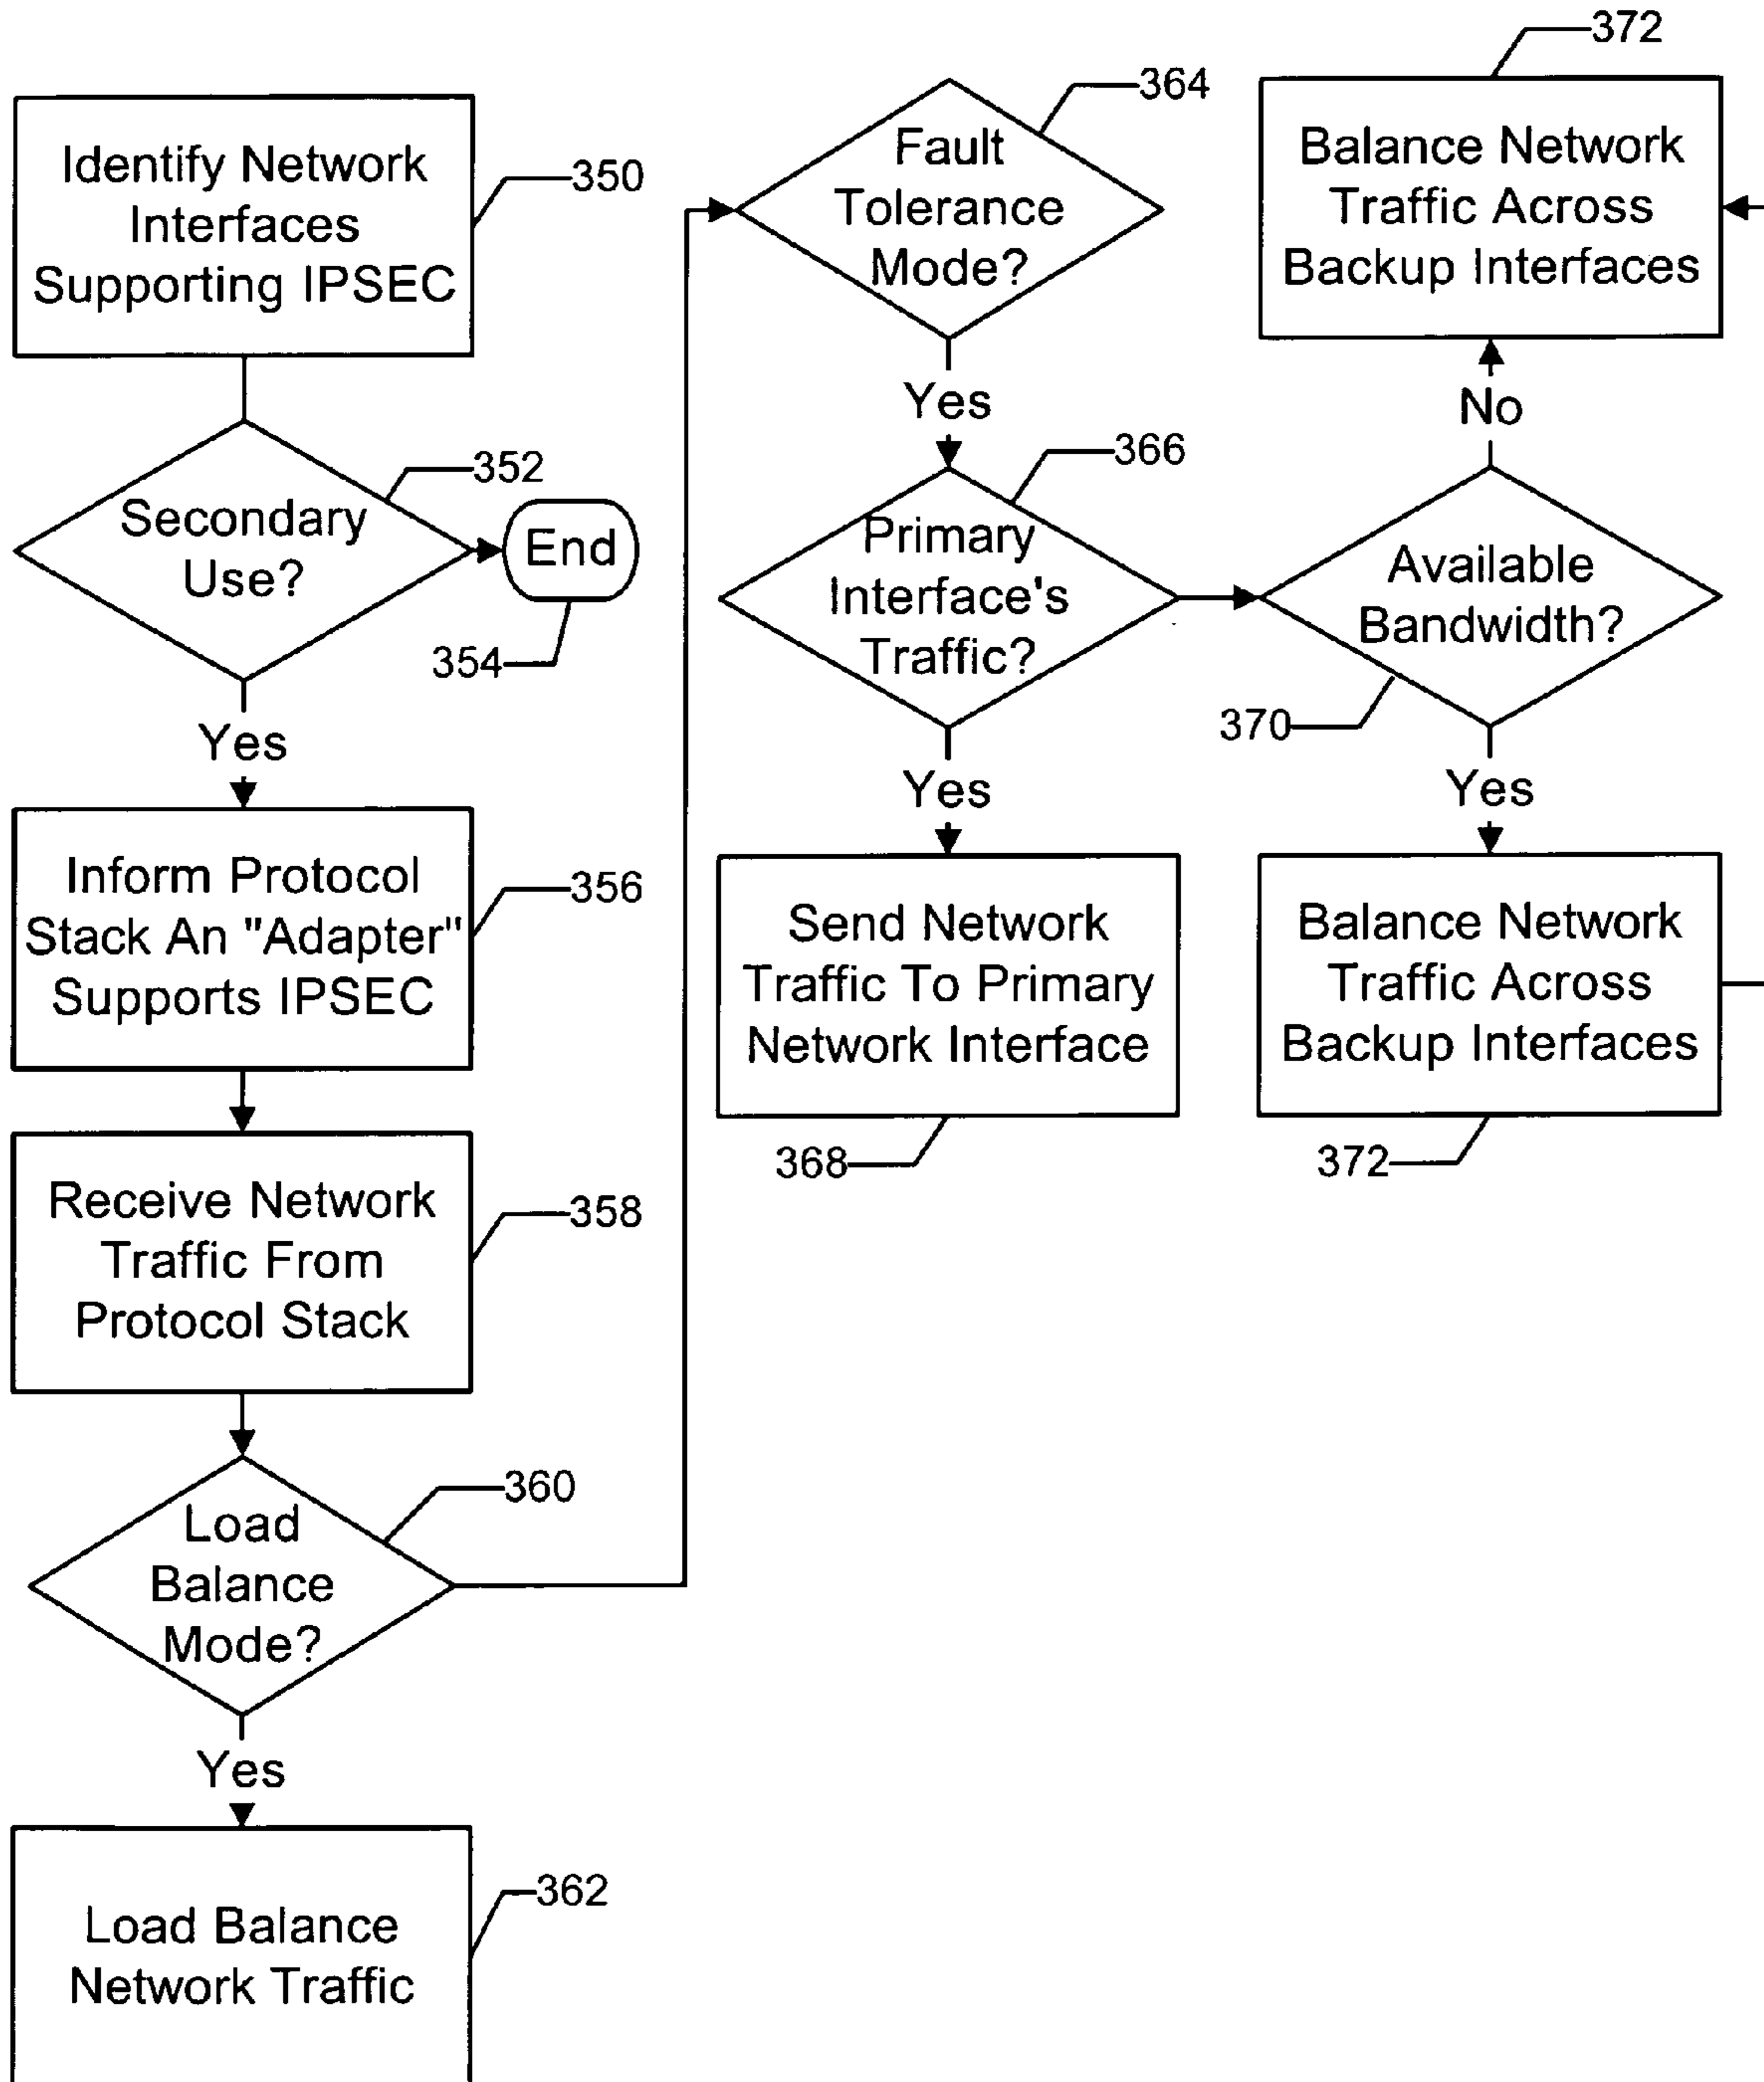 Identify Network
Interfaces
Supporting IPSEC
350
Secondary
Use?
352
End
354
Yes
Inform Protocol
Stack An "Adapter"
Supports IPSEC
356
Receive Network
Traffic From
Protocol Stack
358
Load
Balance
Mode?
360
Yes
Load Balance
Network Traffic
362
Fault
Tolerance
Mode?
364
Yes
Primary
Interface's
Traffic?
366
Yes
Send Network
Traffic To Primary
Network Interface
368
372
Balance Network
Traffic Across
Backup Interfaces
No
Available
Bandwidth?
370
Yes
Balance Network
Traffic Across
Backup Interfaces
372